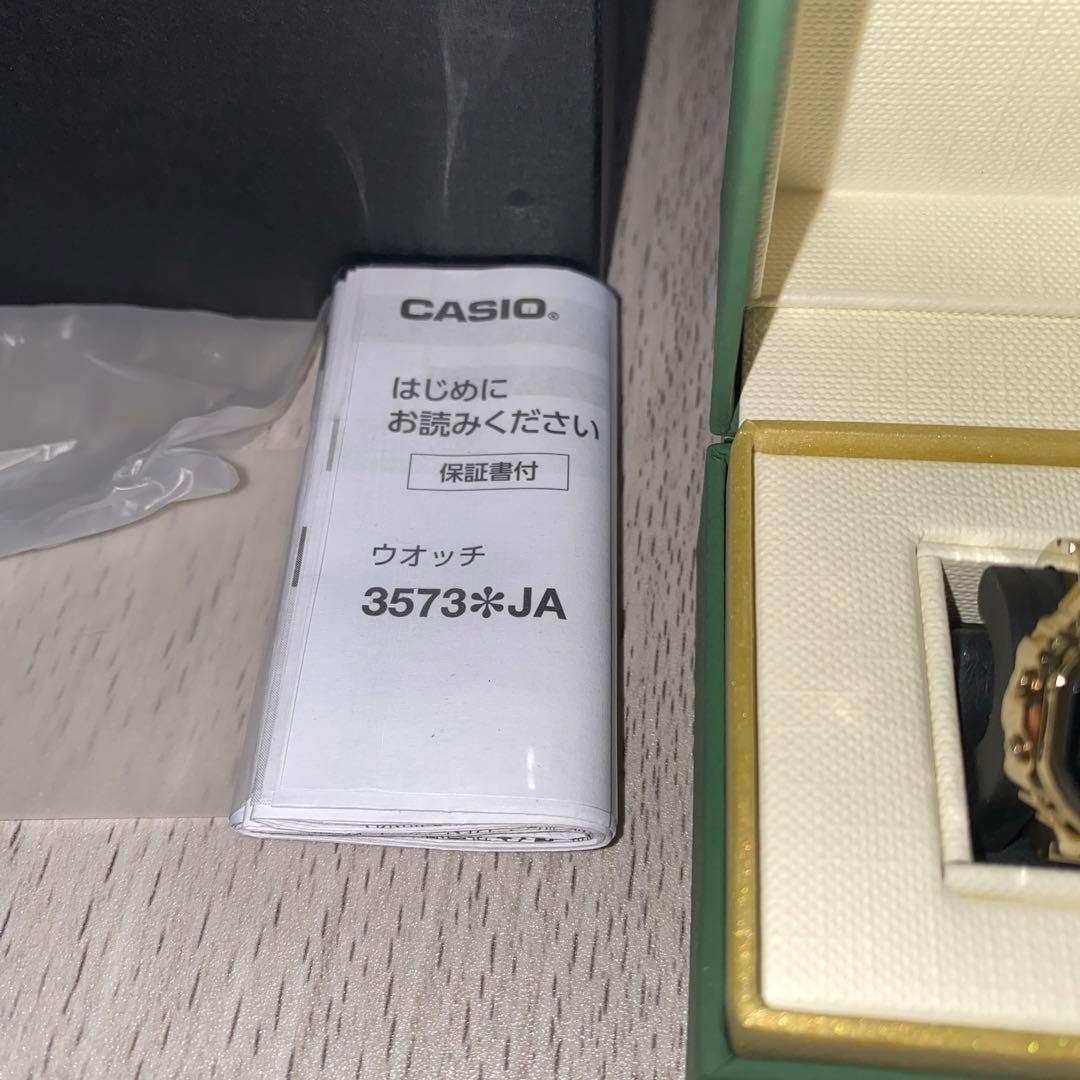 CASIO®
はじめに
お読みください
保証書付
ウオッチ
3573✻JA